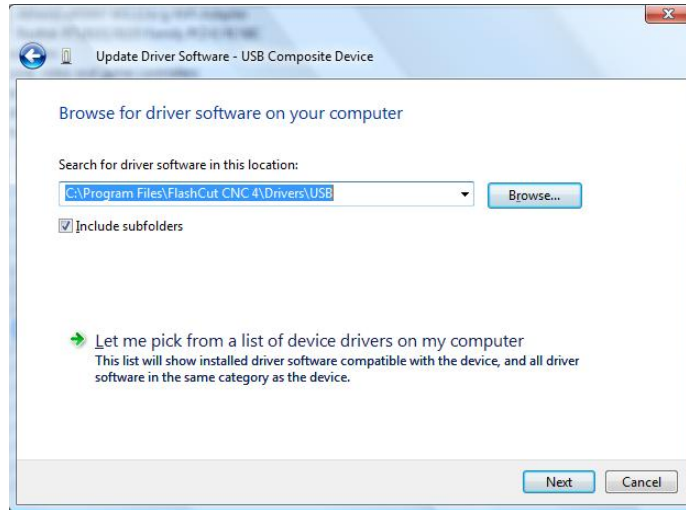 Update Driver Software - USB Composite Device
Browse for driver software on your computer
Search for driver software in this location:
C:\Program Files\FlashCut CNC 4\Drivers\USB
Browse...
Include subfolders
Let me pick from a list of device drivers on my computer
This list will show installed driver software compatible with the device, and all driver
software in the same category as the device.
Next
Cancel